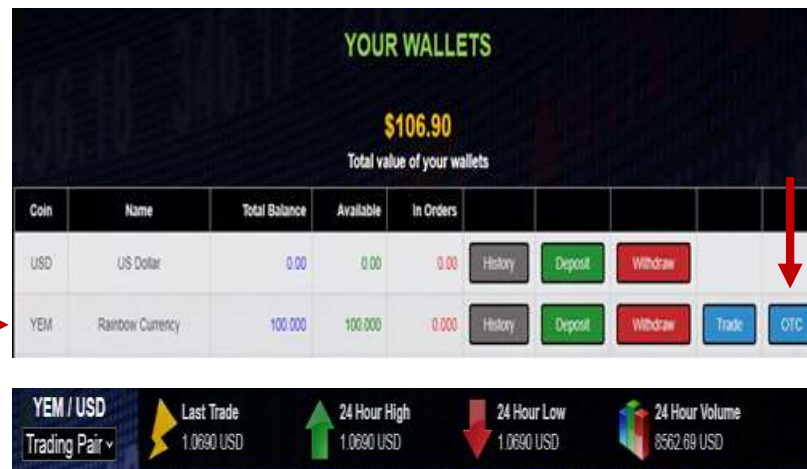 YOUR WALLETS
$106.90
Total value of your wallets
Coin Name Total Balance Available In Orders
USD US Dollar 0.00 0.00 0.00 History Deposit Withdraw
YEM Rainbow Currency 100.000 100.000 0.000 History Deposit Withdraw Trade OTC
YEM / USD Last Trade 24 Hour High 24 Hour Low 24 Hour Volume
Trading Pair 1.0690 USD 1.0690 USD 1.0690 USD 8562.69 USD